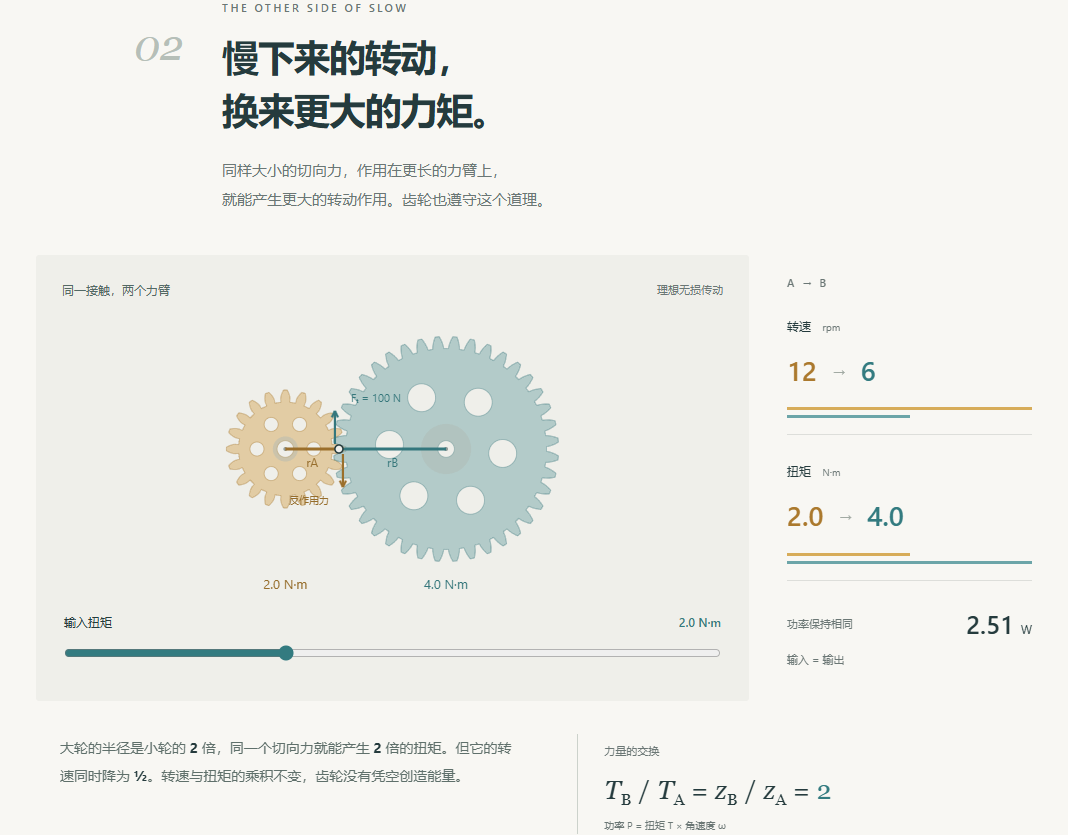 THE OTHER SIDE OF SLOW
02
慢下来的转动，
换来更大的力矩。
同样大小的切向力，作用在更长的力臂上，
就能产生更大的转动作用。齿轮也遵守这个道理。
同一接触，两个力臂
理想无损传动
Fₜ = 100 N
rA
rB
反作用力
2.0 N·m
4.0 N·m
输入扭矩
2.0 N·m
A → B
转速 rpm
12 → 6
扭矩 N·m
2.0 → 4.0
功率保持相同
2.51 W
输入 = 输出
大轮的半径是小轮的 2 倍，同一个切向力就能产生 2 倍的扭矩。但它的转
速同时降为 ½。转速与扭矩的乘积不变，齿轮没有凭空创造能量。
力量的交换
T_B / T_A = z_B / z_A = 2
功率 P = 扭矩 T × 角速度 ω